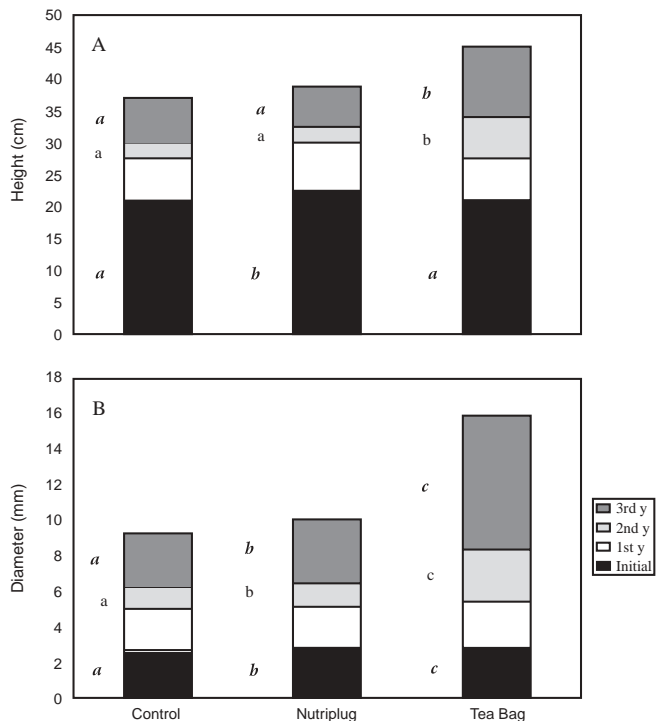 A
Height (cm)
50
45
40
35
30
25
20
15
10
5
0
a
a
a
a
a
b
b
b
a
B
Diameter (mm)
18
16
14
12
10
8
6
4
2
0
a
a
a
b
b
b
c
c
c
3rd y
2nd y
1st y
Initial
Control Nutriplug Tea Bag